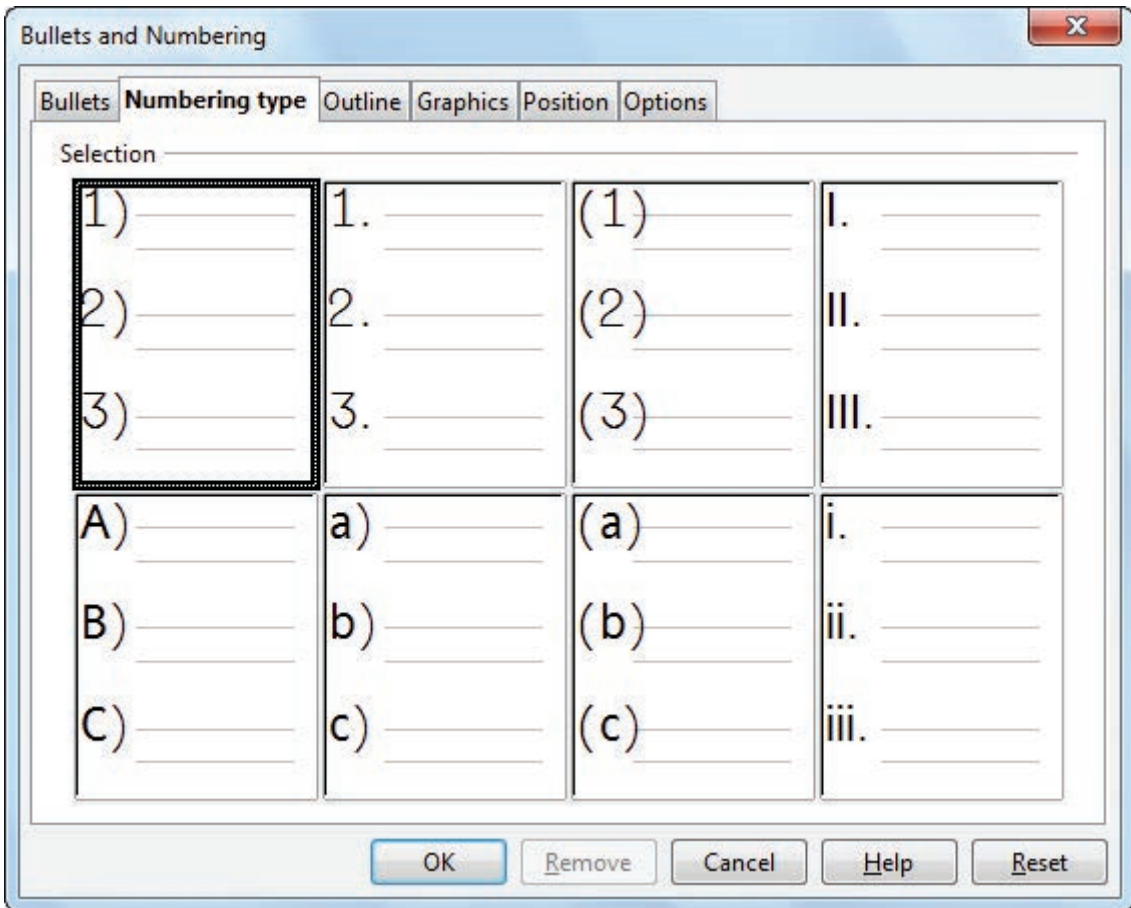 Bullets and Numbering
Bullets Numbering type Outline Graphics Position Options
Selection
1) 1. (1) I.
2) 2. (2) II.
3) 3. (3) III.
A) a) (a) i.
B) b) (b) ii.
C) c) (c) iii.
OK Remove Cancel Help Reset